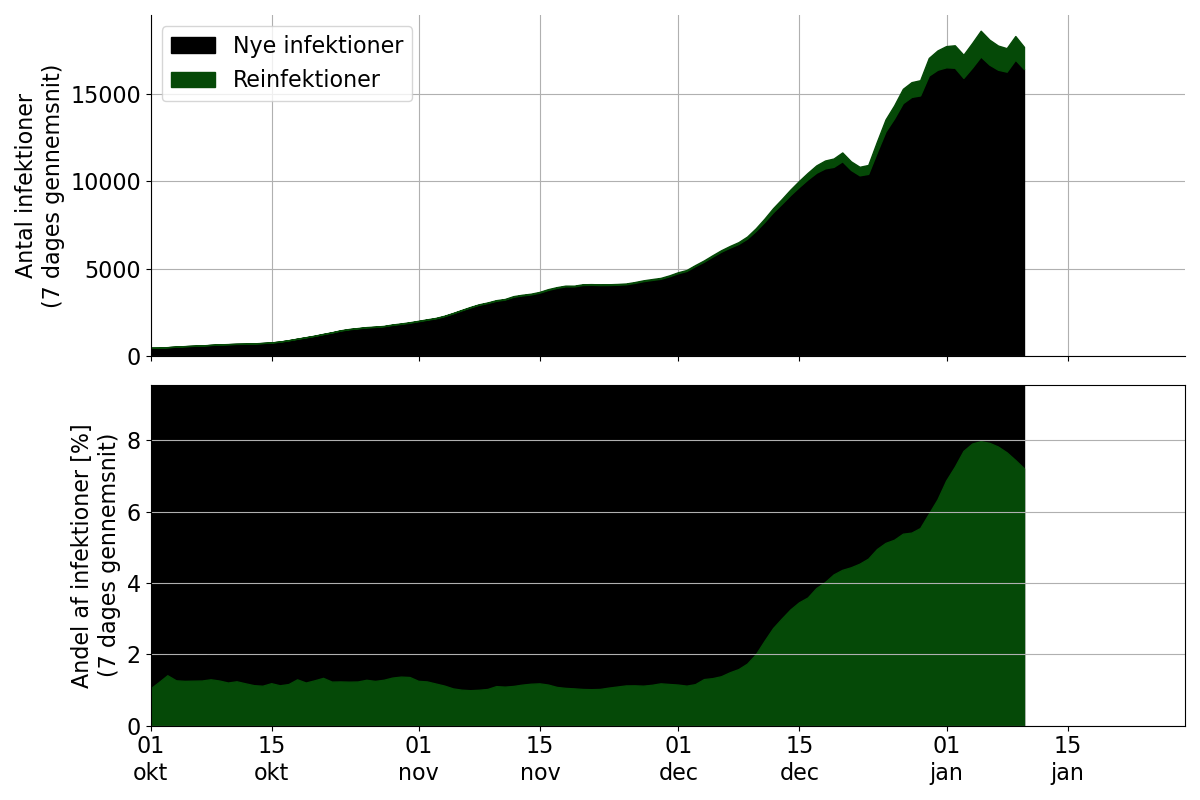 Nye infektioner
Reinfektioner
Antal infektioner
(7 dages gennemsnit)
15000
10000
5000
0
Andel af infektioner [%]
(7 dages gennemsnit)
8
6
4
2
0
01 15 01 15 01 15 01 15
okt okt nov nov dec dec jan jan